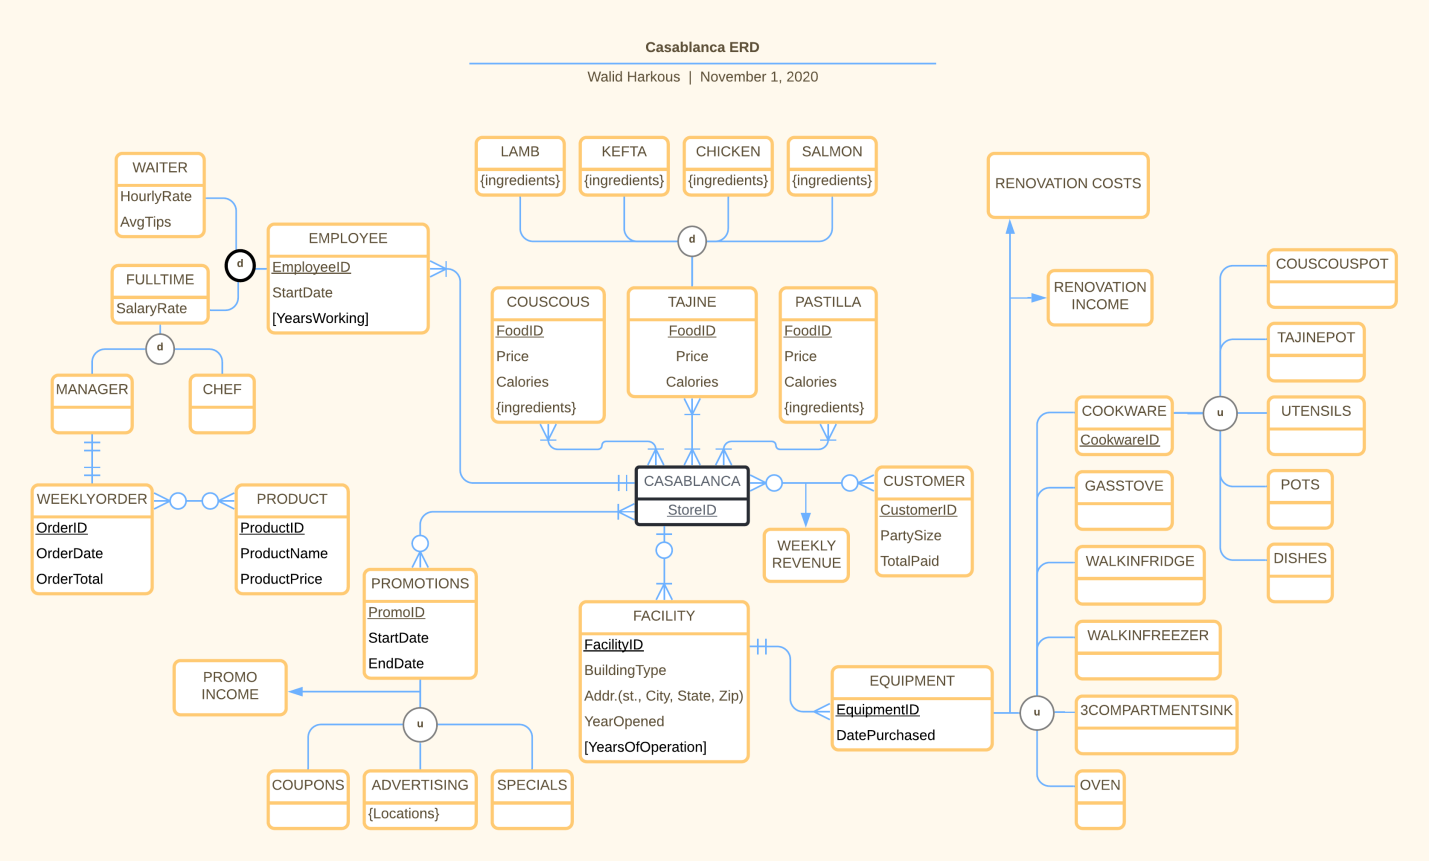 Casablanca ERD
Walid Harkous | November 1, 2020
LAMB
{ingredients}
KEFTA
{ingredients}
CHICKEN
{ingredients}
SALMON
{ingredients}
d
WAITER
HourlyRate
AvgTips
d
FULLTIME
SalaryRate
d
EMPLOYEE
EmployeeID
StartDate
[YearsWorking]
MANAGER
CHEF
WEEKLYORDER
OrderID
OrderDate
OrderTotal
PRODUCT
ProductID
ProductName
ProductPrice
COUSCOUS
FoodID
Price
Calories
{ingredients}
TAJINE
FoodID
Price
Calories
PASTILLA
FoodID
Price
Calories
{ingredients}
CASABLANCA
StoreID
CUSTOMER
CustomerID
PartySize
TotalPaid
WEEKLY
REVENUE
PROMOTIONS
PromoID
StartDate
EndDate
PROMO
INCOME
u
COUPONS
ADVERTISING
{Locations}
SPECIALS
FACILITY
FacilityID
BuildingType
Addr.(st., City, State, Zip)
YearOpened
[YearsOfOperation]
EQUIPMENT
EquipmentID
DatePurchased
u
RENOVATION COSTS
RENOVATION
INCOME
COOKWARE
CookwareID
u
GASSTOVE
WALKINFRIDGE
WALKINFREEZER
3COMPARTMENTSINK
OVEN
COUSCOUSPOT
TAJINEPOT
UTENSILS
POTS
DISHES